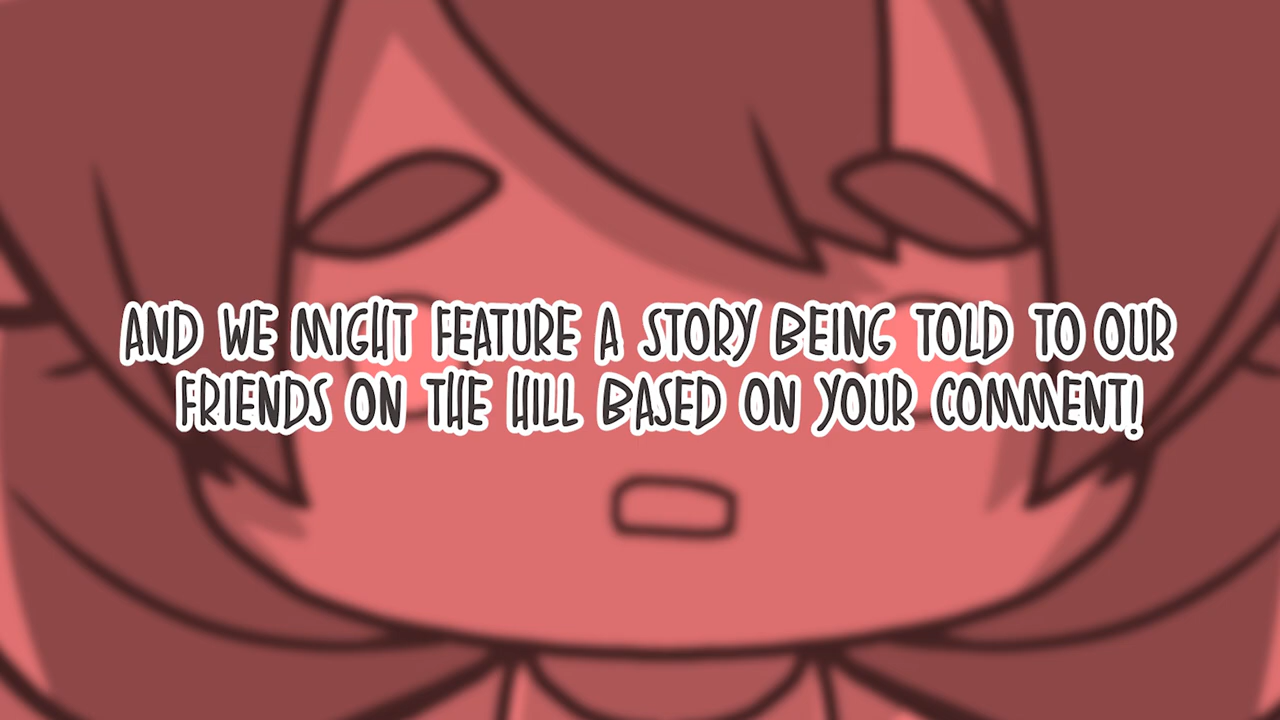 AND WE MIGHT FEATURE A STORY BEING TOLD TO OUR
FRIENDS ON THE HILL BASED ON YOUR COMMENT!